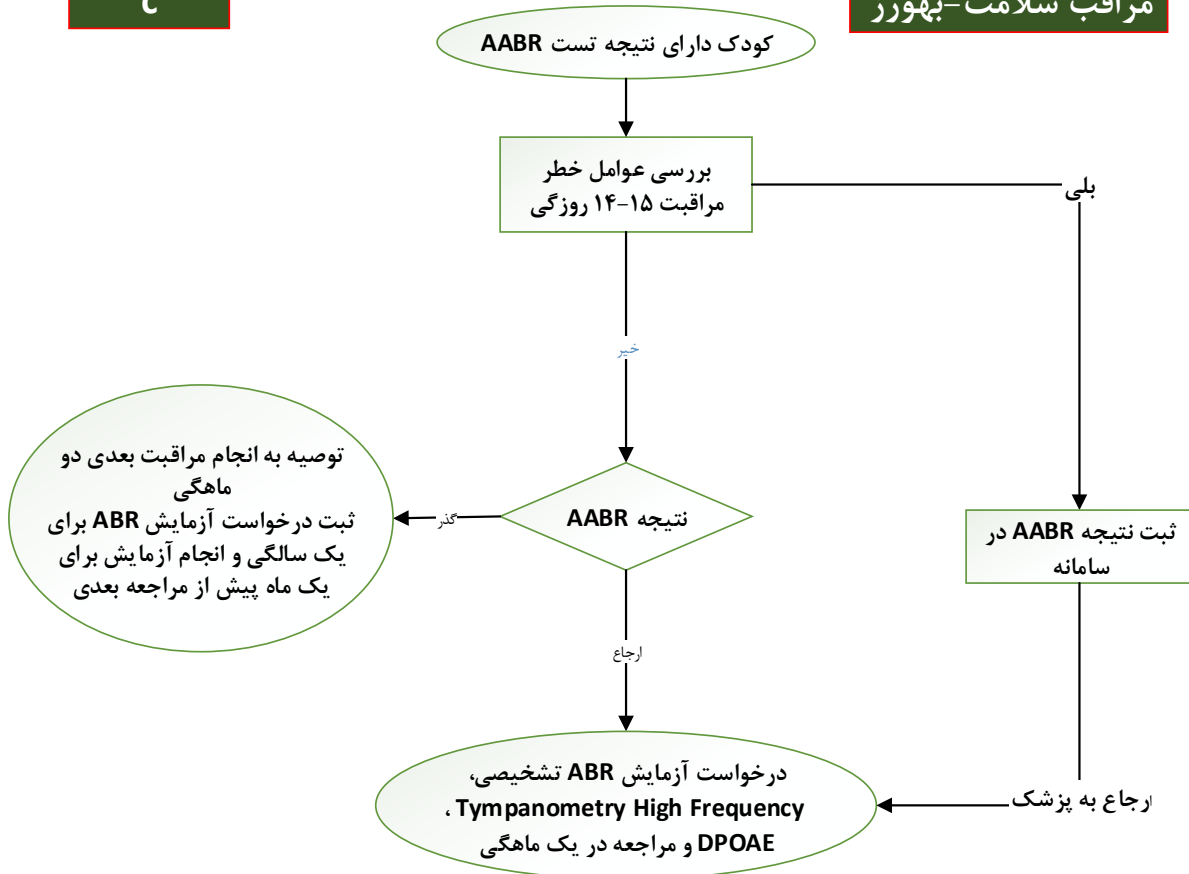 مراقب سلامت-بهورز
C
کودک دارای نتیجه تست AABR
بررسی عوامل خطر
مراقبت ۱۵-۱۴ روزگی
بلی
خیر
توصیه به انجام مراقبت بعدی دو
ماهگی
ثبت درخواست آزمایش ABR برای
یک سالگی و انجام آزمایش برای
یک ماه پیش از مراجعه بعدی
گذر
نتیجه AABR
ثبت نتیجه AABR در
سامانه
ارجاع
ارجاع به پزشک
درخواست آزمایش ABR تشخیصی،
Tympanometry High Frequency ،
DPOAE و مراجعه در یک ماهگی